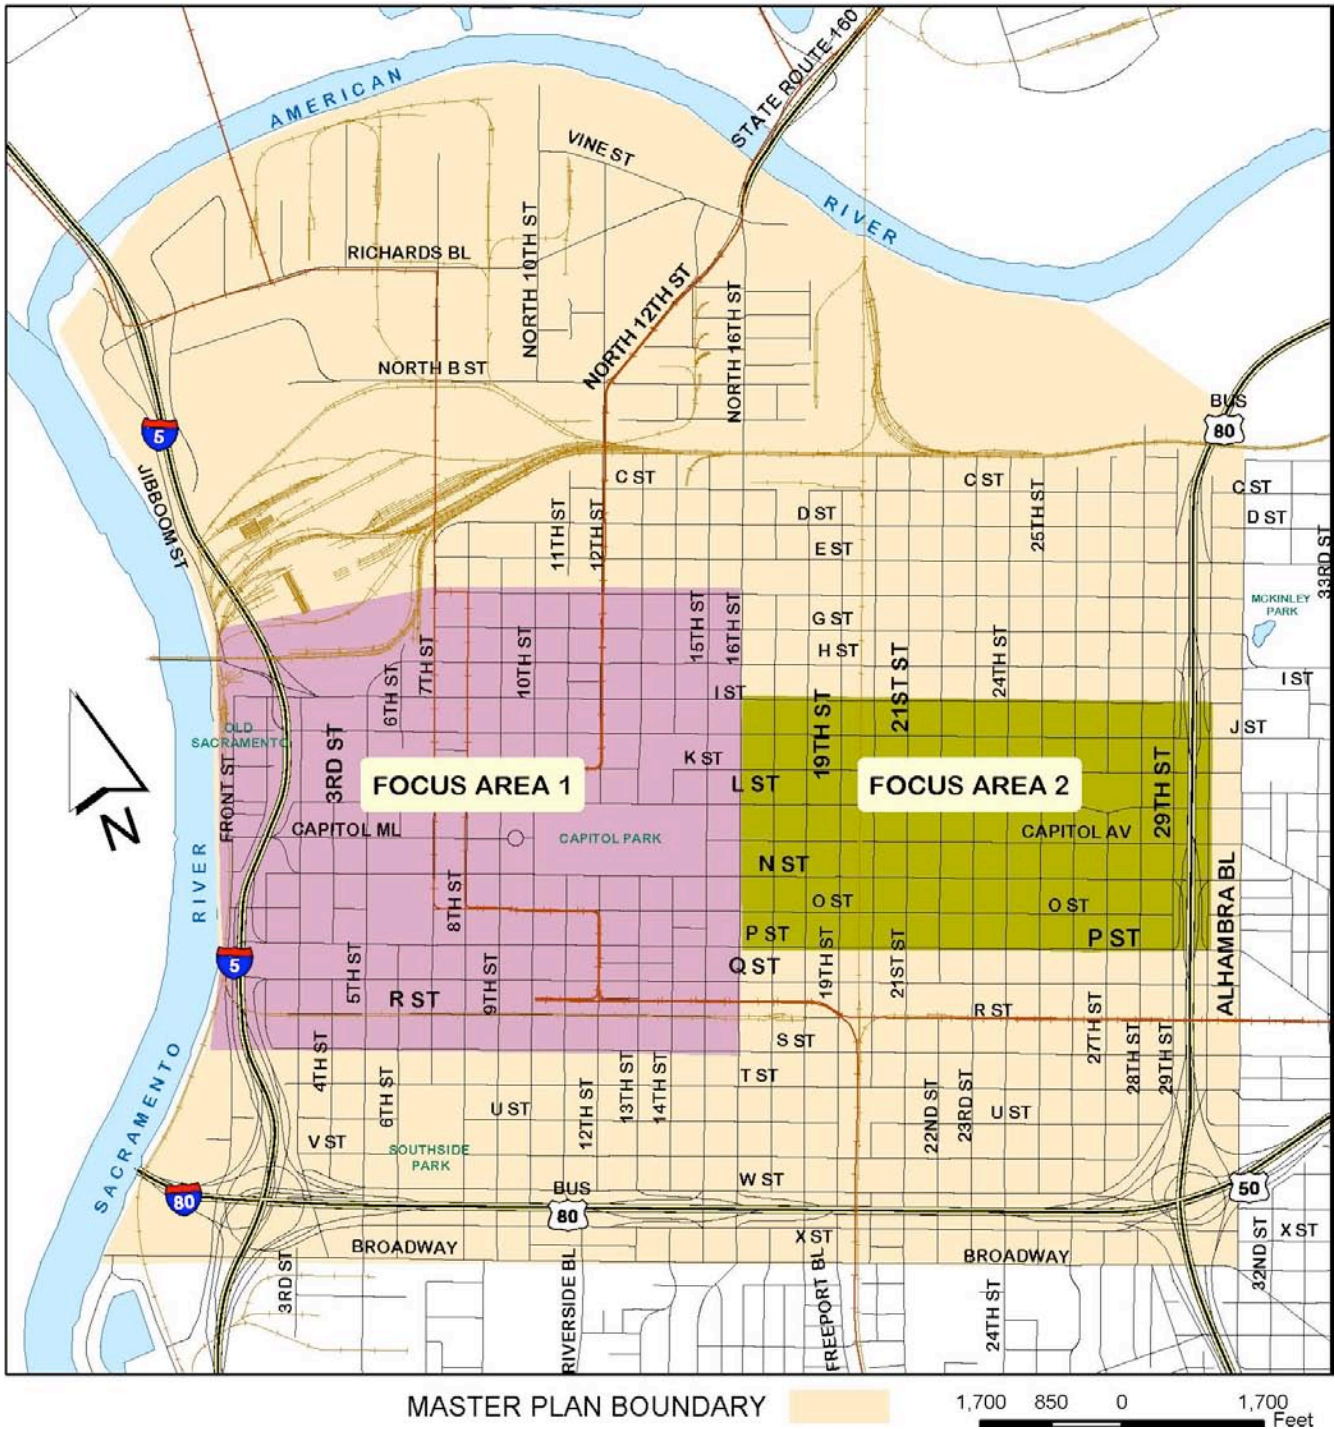 STATE ROUTE 160
AMERICAN
VINE ST
RIVER
RICHARDS BL
NORTH 10TH ST
NORTH 12TH ST
NORTH 16TH ST
NORTH B ST
BUS
80
5
JIBBOOM ST
C ST
C ST
C ST
11TH ST
12TH ST
D ST
25TH ST
D ST
E ST
33RD ST
MCKINLEY
PARK
15TH ST
16TH ST
G ST
7TH ST
10TH ST
H ST
21ST ST
24TH ST
6TH ST
I ST
I ST
OLD
SACRAMENTO
3RD ST
19TH ST
J ST
K ST
29TH ST
FRONT ST
FOCUS AREA 1
L ST
FOCUS AREA 2
N
CAPITOL ML
CAPITOL PARK
CAPITOL AV
RIVER
N ST
ALHAMBRA BL
8TH ST
O ST
O ST
P ST
P ST
5
5TH ST
9TH ST
Q ST
19TH ST
21ST ST
R ST
R ST
27TH ST
SACRAMENTO
4TH ST
S ST
28TH ST
29TH ST
6TH ST
12TH ST
13TH ST
14TH ST
T ST
22ND ST
23RD ST
U ST
U ST
V ST
SOUTHSIDE
PARK
W ST
80
BUS
80
50
BROADWAY
X ST
BROADWAY
32ND ST
X ST
3RD ST
RIVERSIDE BL
FREEPORT BL
24TH ST
MASTER PLAN BOUNDARY
1,700 850 0 1,700
Feet